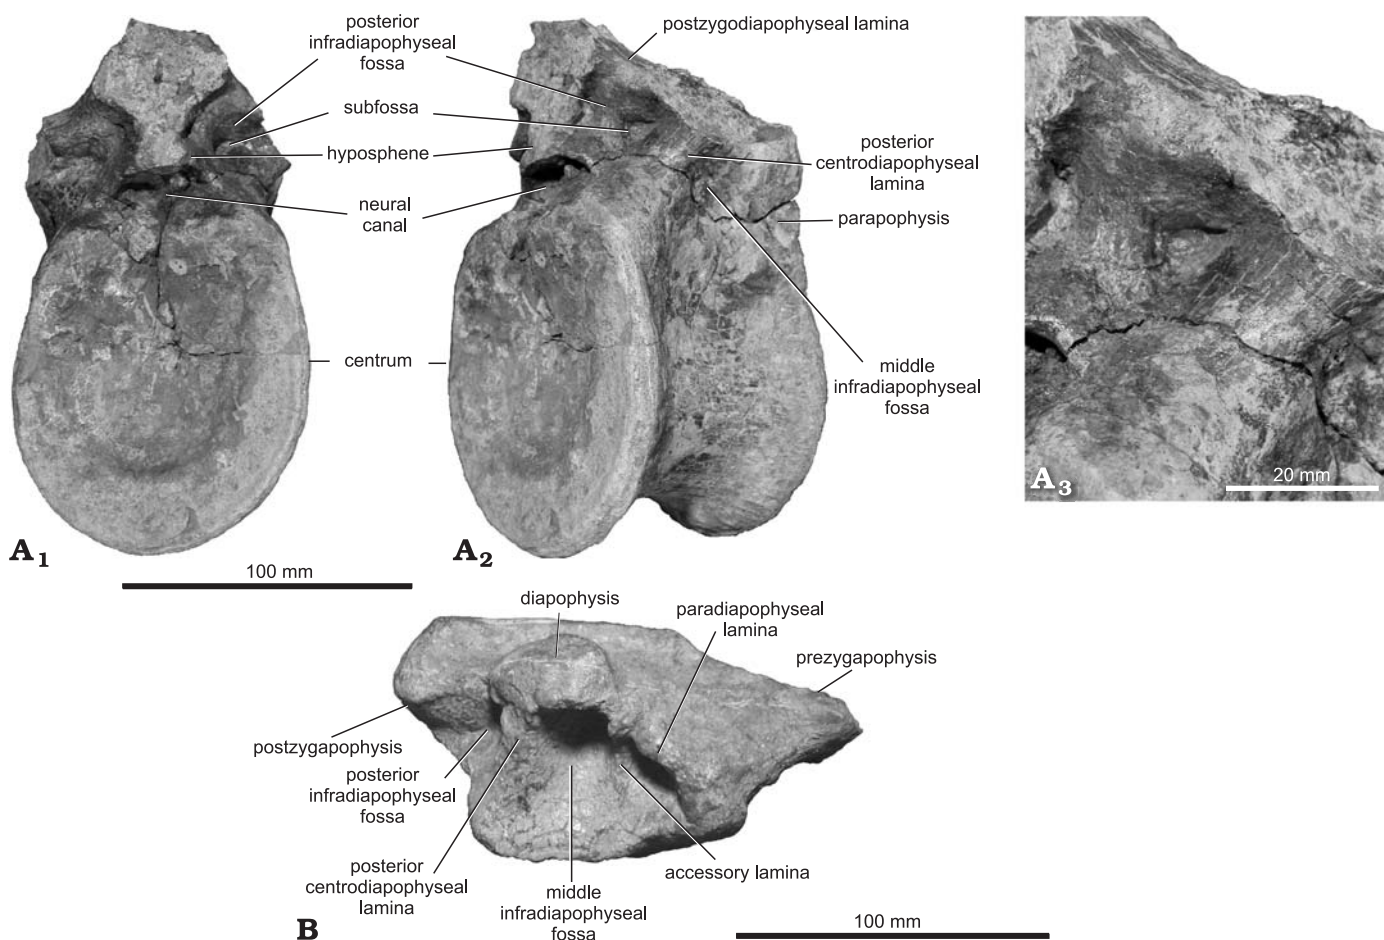 posterior
infradiapophyseal
fossa
subfossa
hyposphene
neural
canal
centrum
postzygodiapophyseal lamina
posterior
centrodiapophyseal
lamina
parapophysis
middle
infradiapophyseal
fossa
A1
A2
A3
20 mm
100 mm
diapophysis
paradiapophyseal
lamina
prezygapophysis
postzygapophysis
posterior
infradiapophyseal
fossa
posterior
centrodiapophyseal
lamina
middle
infradiapophyseal
fossa
accessory lamina
B
100 mm